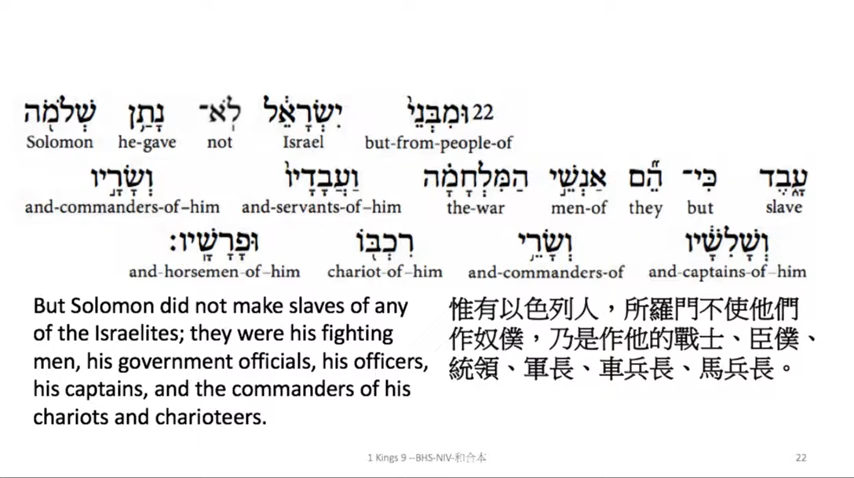 22 וּמִבְּנֵי֙ יִשְׂרָאֵ֔ל לֹֽא־ נָתַ֥ן שְׁלֹמֹ֖ה
Solomon he-gave not Israel but-from-people-of
עָ֑בֶד כִּי־ הֵ֞ם אַנְשֵׁ֣י הַמִּלְחָמָ֗ה וַעֲבָדָיו֙ וְשָׂרָ֣יו
and-commanders-of-him and-servants-of-him the-war men-of they but slave
וְשָׁלִשָׁ֔יו וְשָׂרֵ֥י רִכְבּ֖וֹ וּפָרָשָֽׁיו׃
and-horsemen-of-him chariot-of-him and-commanders-of and-captains-of-him
But Solomon did not make slaves of any
of the Israelites; they were his fighting
men, his government officials, his officers,
his captains, and the commanders of his
chariots and charioteers.
惟有以色列人，所羅門不使他們
作奴僕，乃是作他的戰士、臣僕、
統領、軍長、車兵長、馬兵長。
1 Kings 9 --BHS-NIV-和合本
22